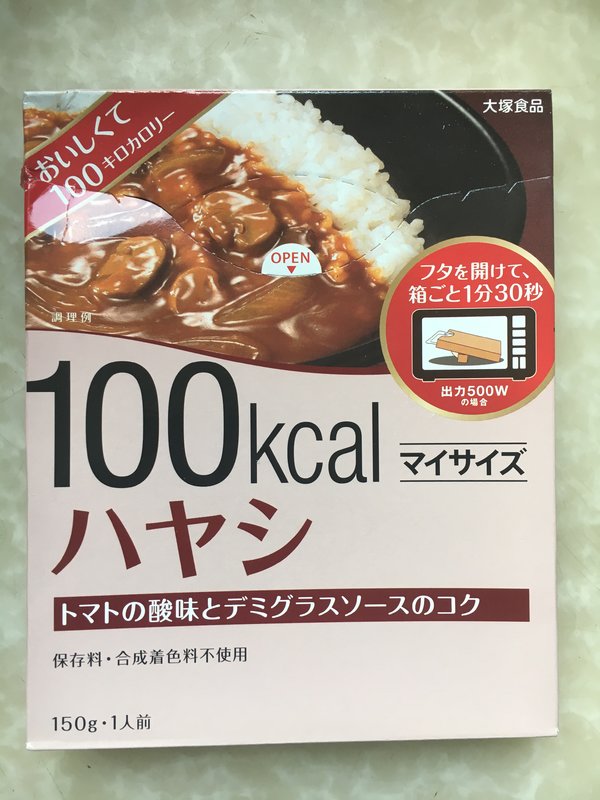 おいしくて
100キロカロリー
大塚食品
OPEN
フタを開けて、
箱ごと1分30秒
出力500W
の場合
調理例
100kcal
マイサイズ
ハヤシ
トマトの酸味とデミグラスソースのコク
保存料・合成着色料不使用
150g・1人前